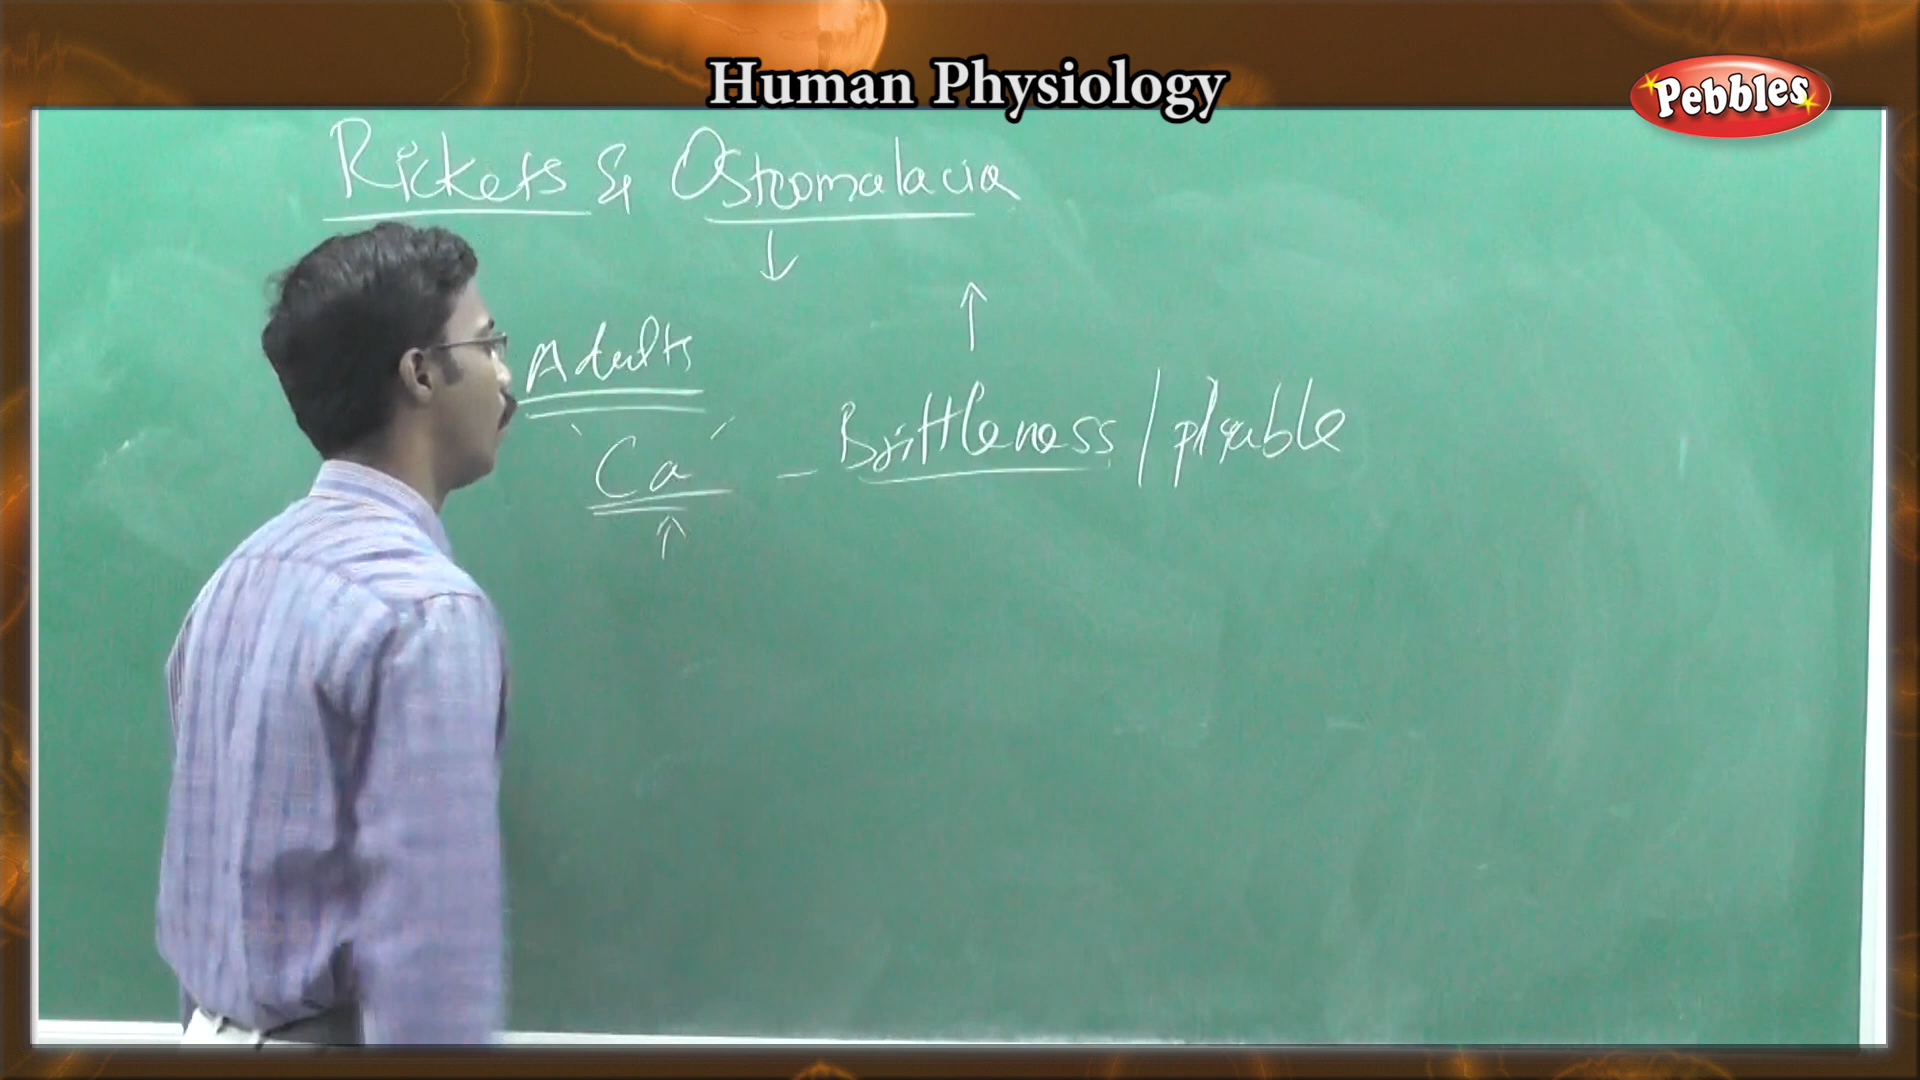 Human Physiology
Pebbles
Rickets & Osteomalacia
↓
↑
Adults
Ca - Brittleness / pliable
↑